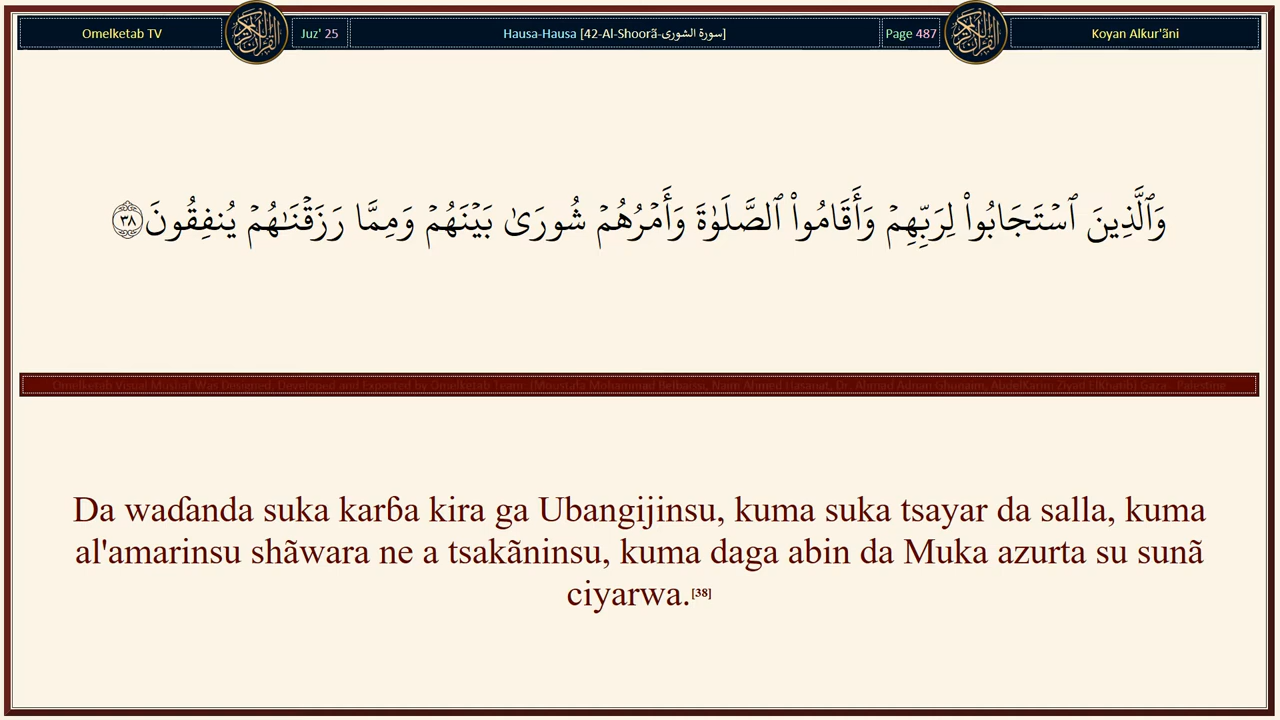 Omelketab TV
Juz' 25
Hausa-Hausa [42-Al-Shoorã-سورة الشورى]
Page 487
Koyan Alƙur'ãni
وَٱلَّذِينَ ٱسْتَجَابُوا۟ لِرَبِّهِمْ وَأَقَامُوا۟ ٱلصَّلَوٰةَ وَأَمْرُهُمْ شُورَىٰ بَيْنَهُمْ وَمِمَّا رَزَقْنَـٰهُمْ يُنفِقُونَ ٣٨
Da waɗanda suka karɓa kira ga Ubangijinsu, kuma suka tsayar da salla, kuma
al'amarinsu shãwara ne a tsakãninsu, kuma daga abin da Muka azurta su sunã
ciyarwa.[38]